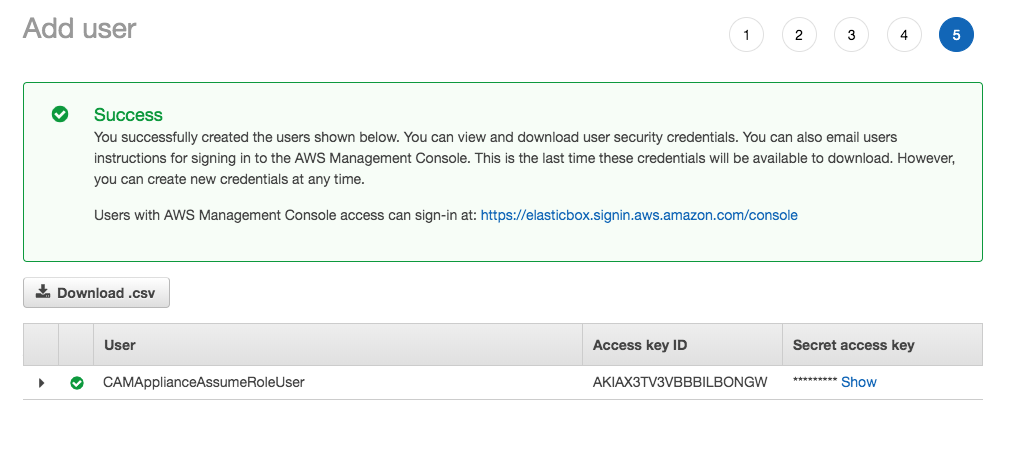 Add user
1 2 3 4 5
Success
You successfully created the users shown below. You can view and download user security credentials. You can also email users
instructions for signing in to the AWS Management Console. This is the last time these credentials will be available to download. However,
you can create new credentials at any time.
Users with AWS Management Console access can sign-in at: https://elasticbox.signin.aws.amazon.com/console
Download .csv
User Access key ID Secret access key
CAMApplianceAssumeRoleUser AKIAX3TV3VBBBILBONGW ********* Show